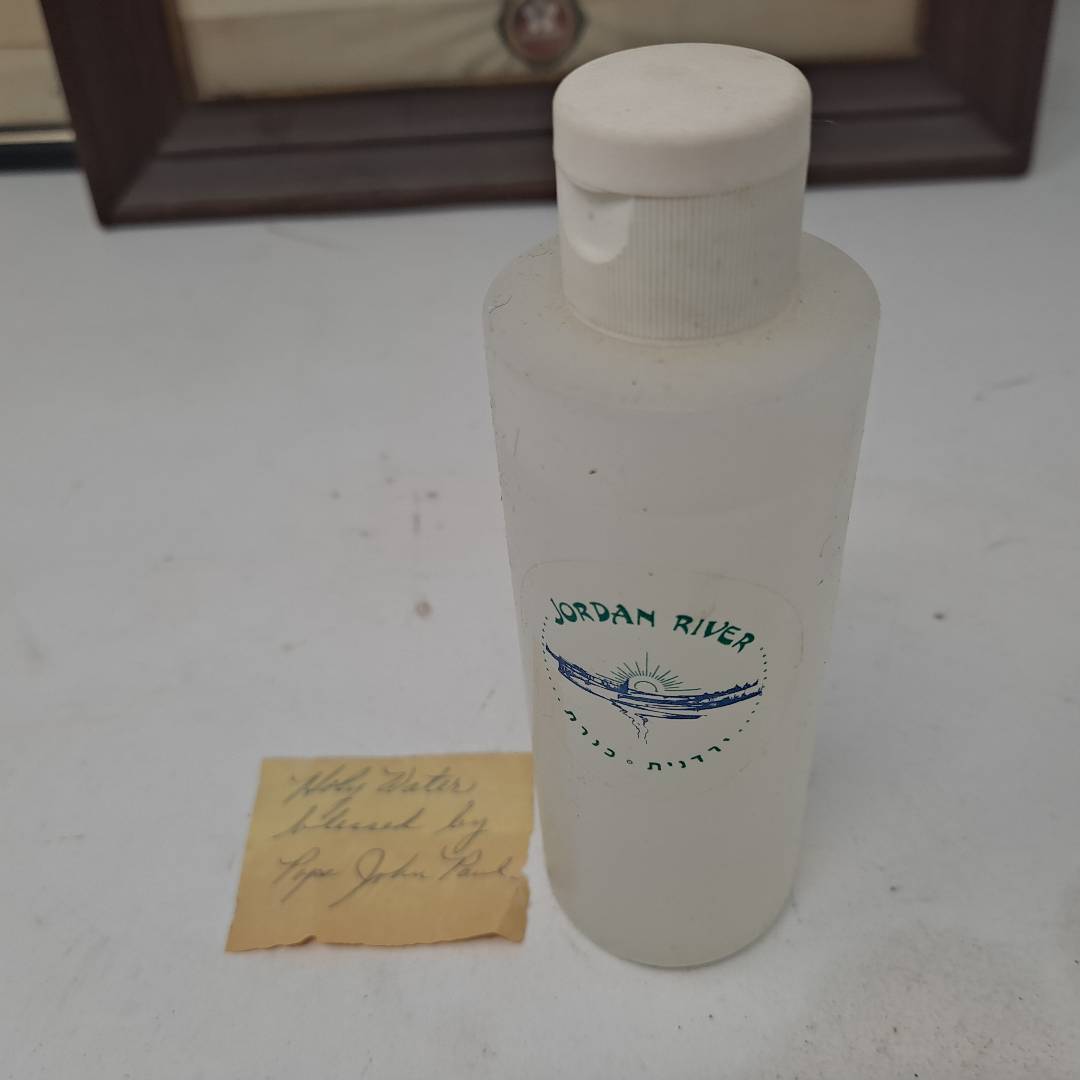 JORDAN RIVER
ירדנית ∘ כנרת
Holy Water
blessed by
Pope John Paul